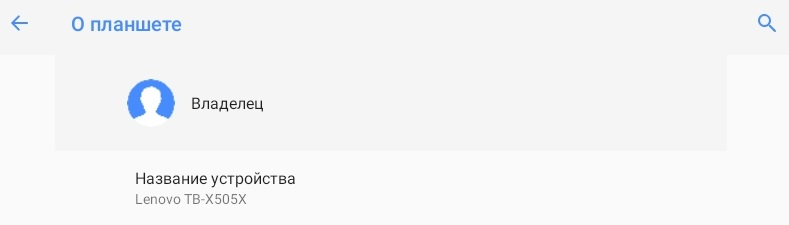 О планшете
Владелец
Название устройства
Lenovo TB-X505X